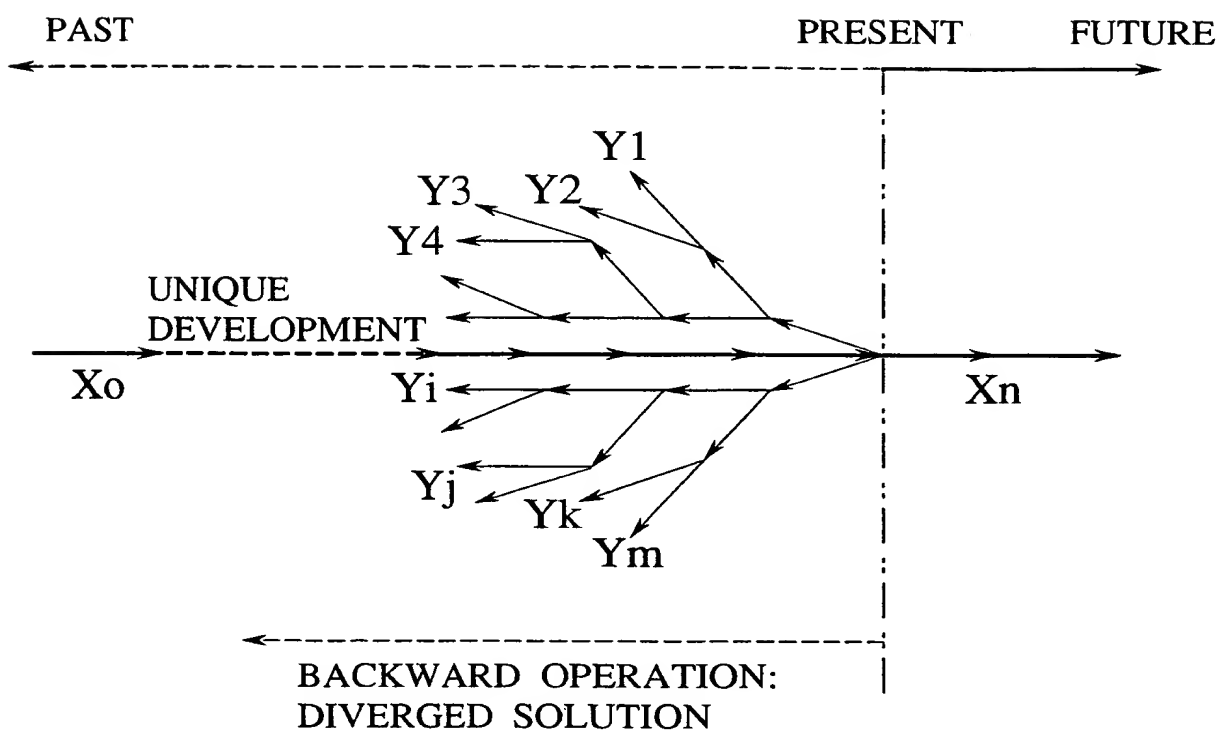 PAST PRESENT FUTURE
Y1
Y3 Y2
Y4
UNIQUE
DEVELOPMENT
Xo Yi Xn
Yj Yk
Ym
BACKWARD OPERATION:
DIVERGED SOLUTION